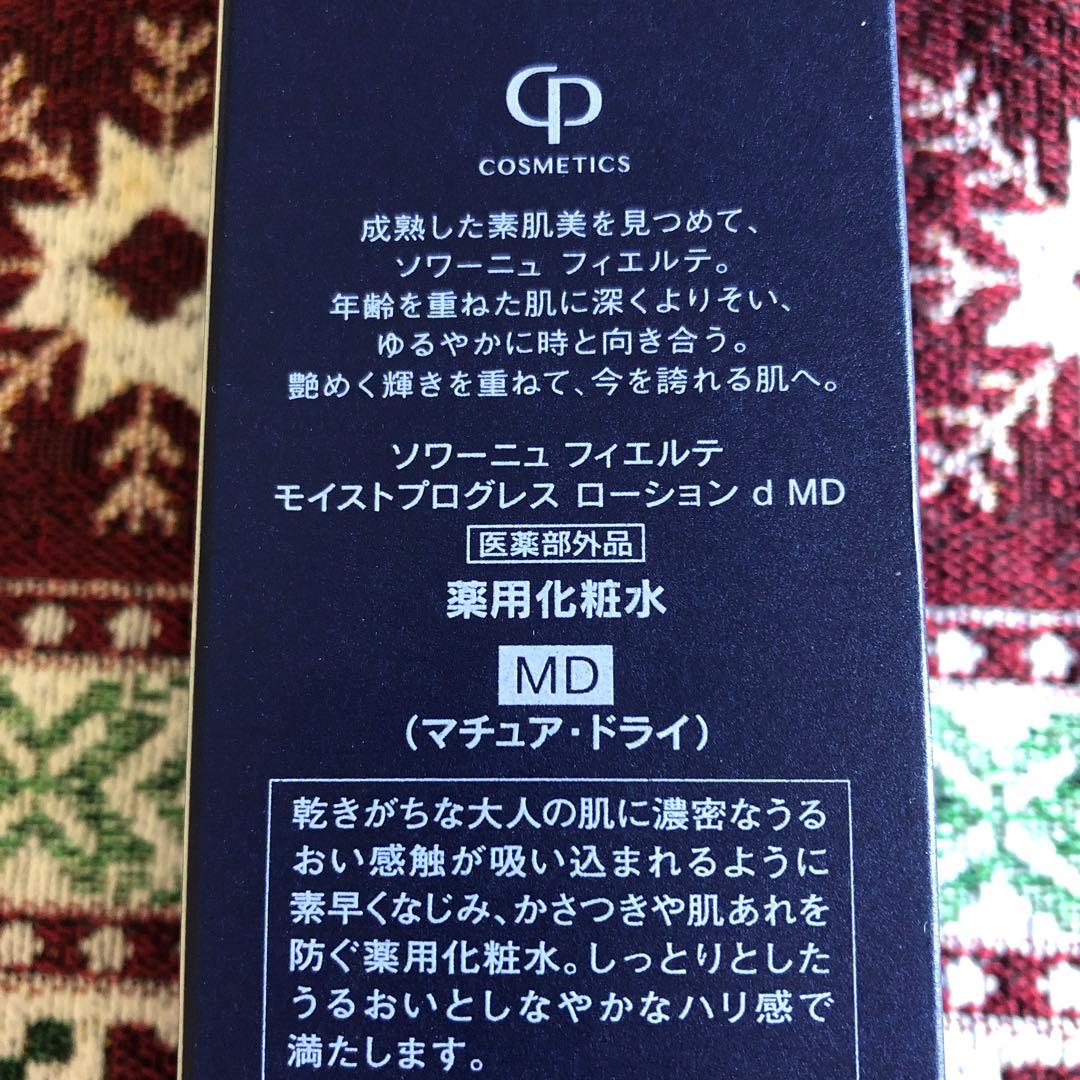 CP
COSMETICS
成熟した素肌美を見つめて、
ソワーニュ フィエルテ。
年齢を重ねた肌に深くよりそい、
ゆるやかに時と向き合う。
艶めく輝きを重ねて、今を誇れる肌へ。
ソワーニュ フィエルテ
モイストプログレス ローション d MD
医薬部外品
薬用化粧水
MD
(マチュア・ドライ)
乾きがちな大人の肌に濃密なうる
おい感触が吸い込まれるように
素早くなじみ、かさつきや肌あれを
防ぐ薬用化粧水。しっとりとした
うるおいとしなやかなハリ感で
満たします。